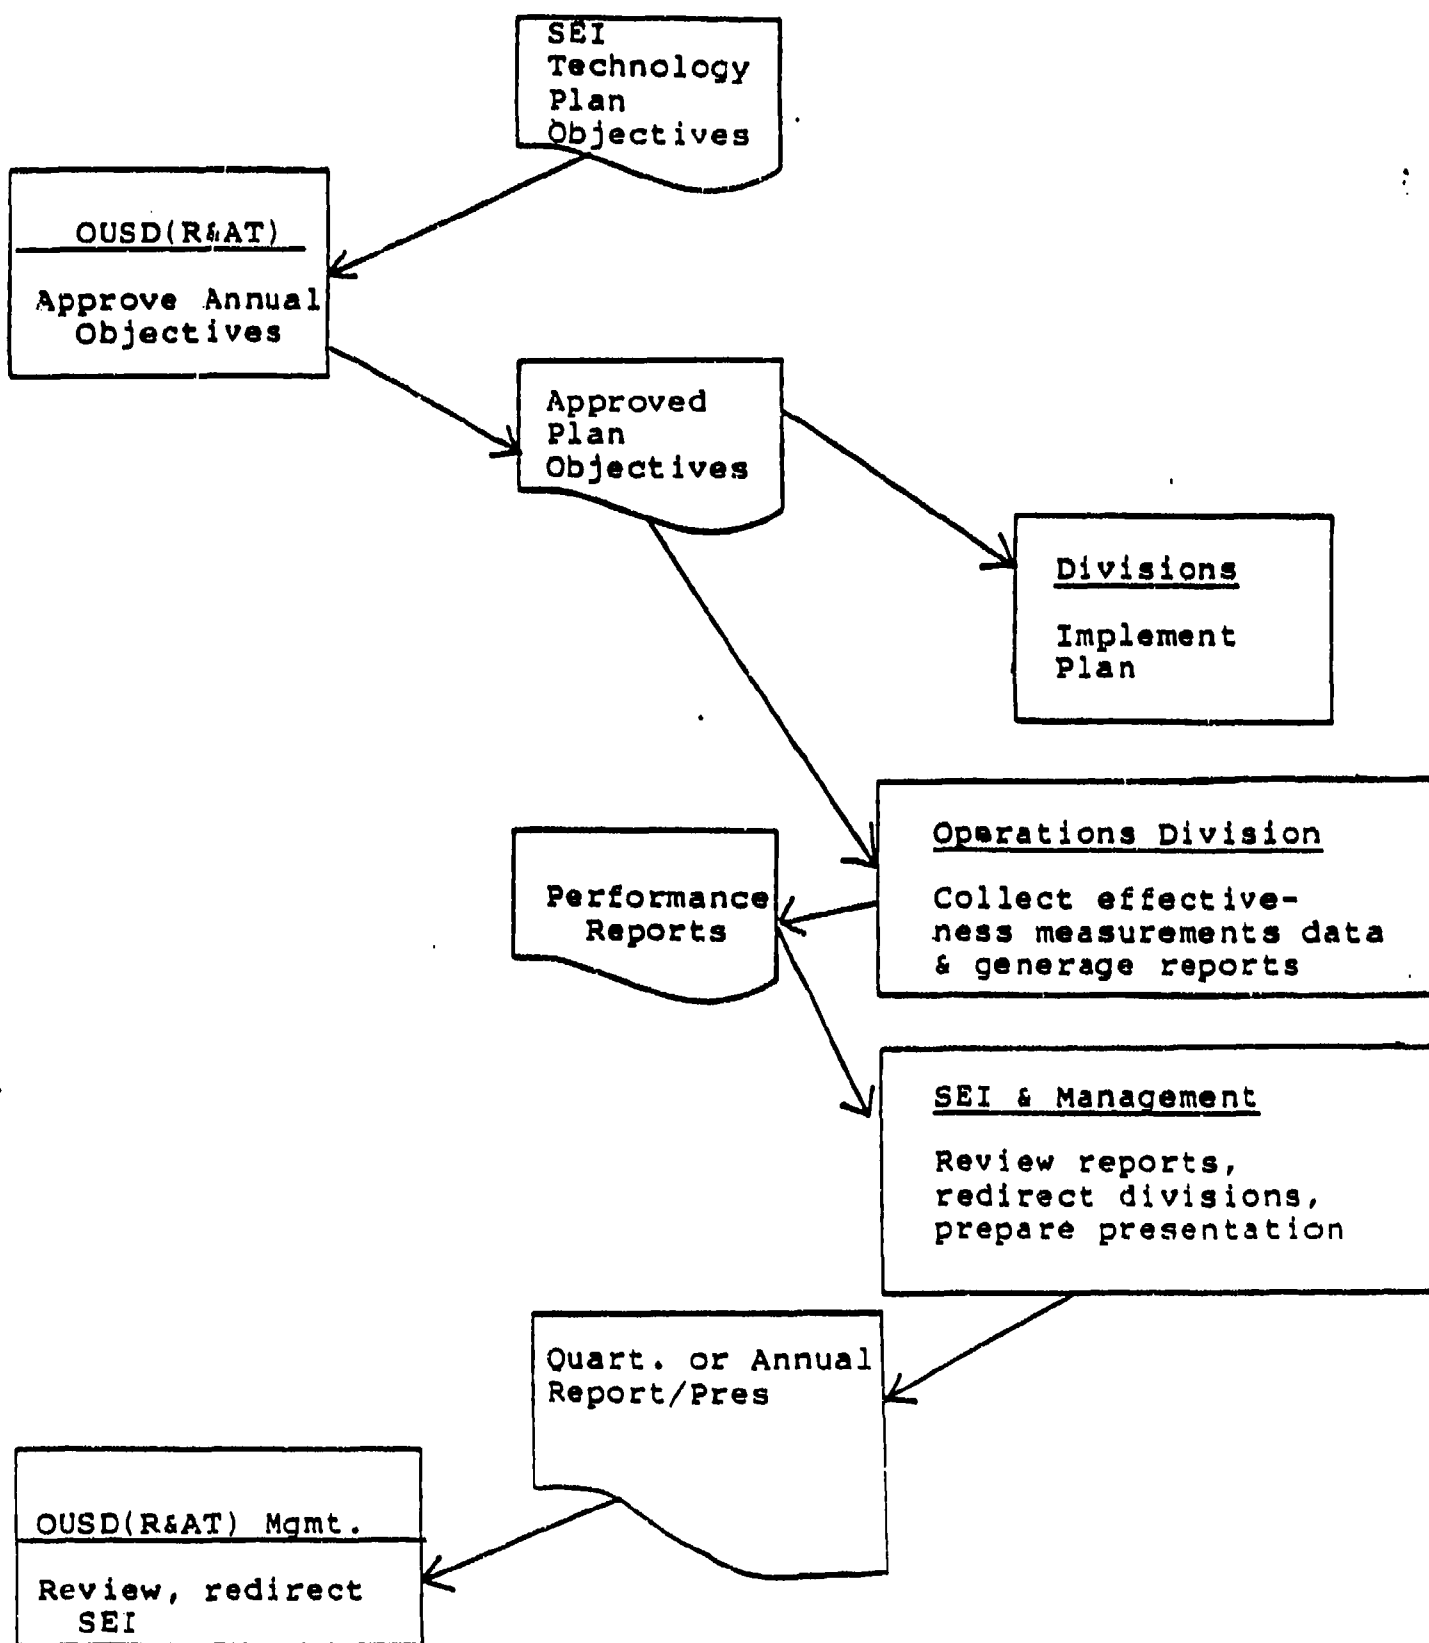 SEI
Technology
Plan
Objectives
OUSD(R&AT)
Approve Annual
Objectives
Approved
Plan
Objectives
Divisions
Implement
Plan
Operations Division
Collect effective-
ness measurements data
& generage reports
Performance
Reports
SEI & Management
Review reports,
redirect divisions,
prepare presentation
Quart. or Annual
Report/Pres
OUSD(R&AT) Mgmt.
Review, redirect
SEI